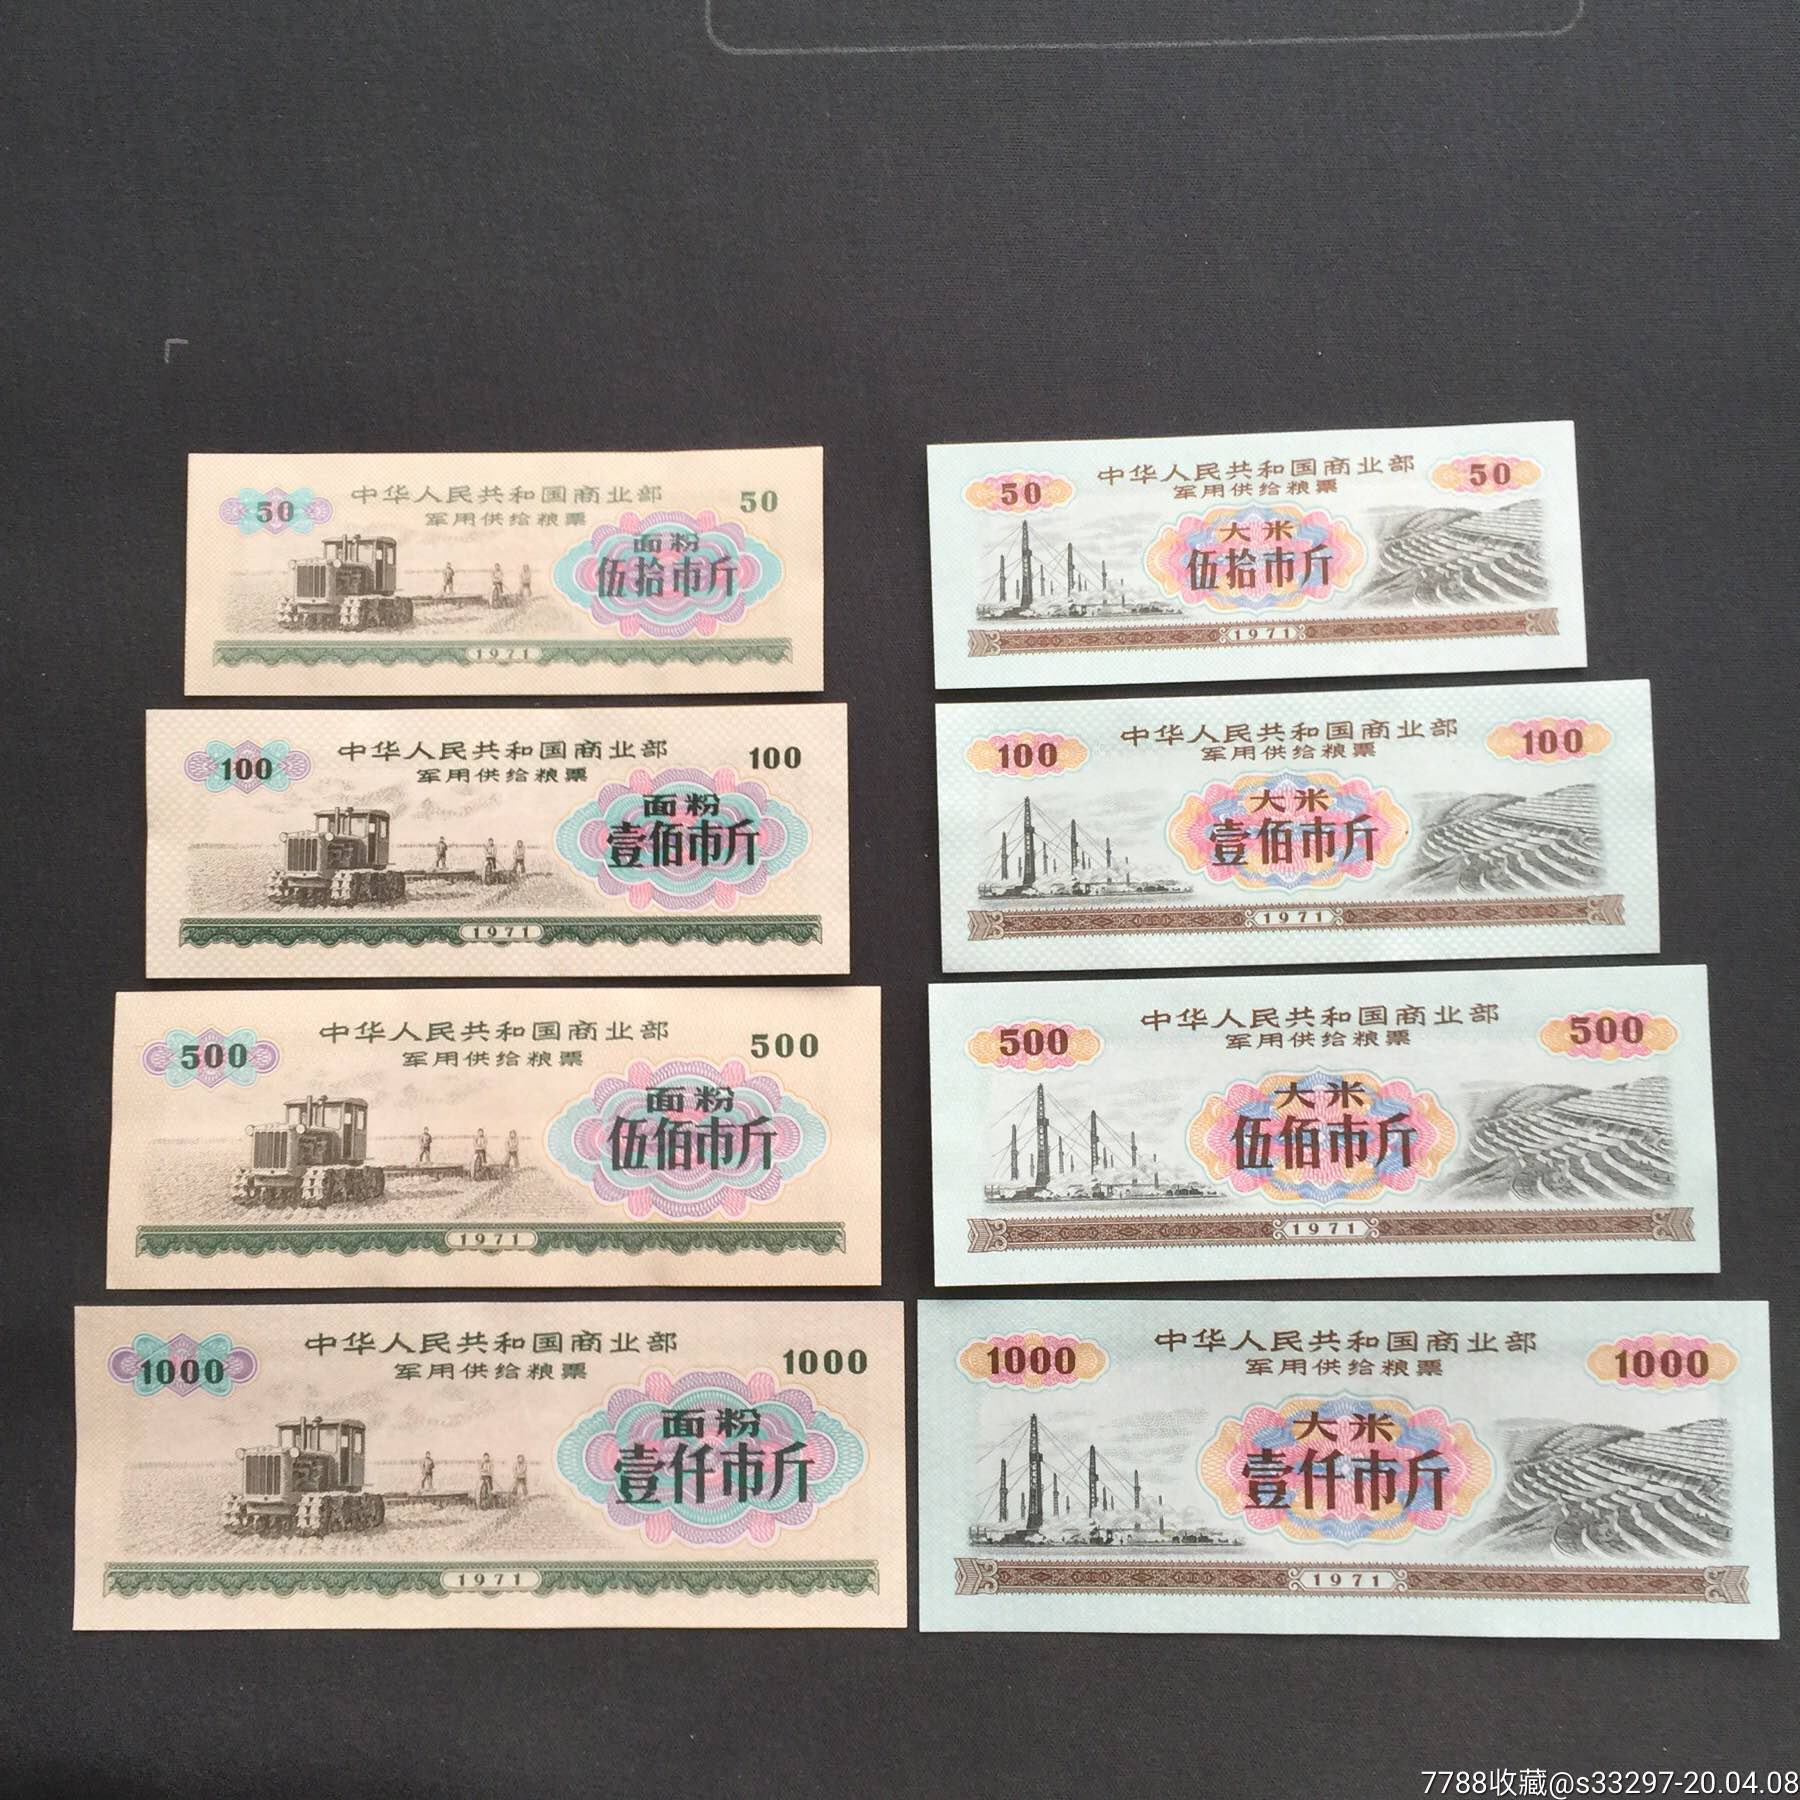 50
中华人民共和国商业部
50
军用供给粮票
面粉
伍拾市斤
1971
50
中华人民共和国商业部
50
军用供给粮票
大米
伍拾市斤
1971
100
中华人民共和国商业部
100
军用供给粮票
面粉
壹佰市斤
1971
100
中华人民共和国商业部
100
军用供给粮票
大米
壹佰市斤
1971
500
中华人民共和国商业部
500
军用供给粮票
面粉
伍佰市斤
1971
500
中华人民共和国商业部
500
军用供给粮票
大米
伍佰市斤
1971
1000
中华人民共和国商业部
1000
军用供给粮票
面粉
壹仟市斤
1971
1000
中华人民共和国商业部
1000
军用供给粮票
大米
壹仟市斤
1971
7788收藏@s33297-20.04.08